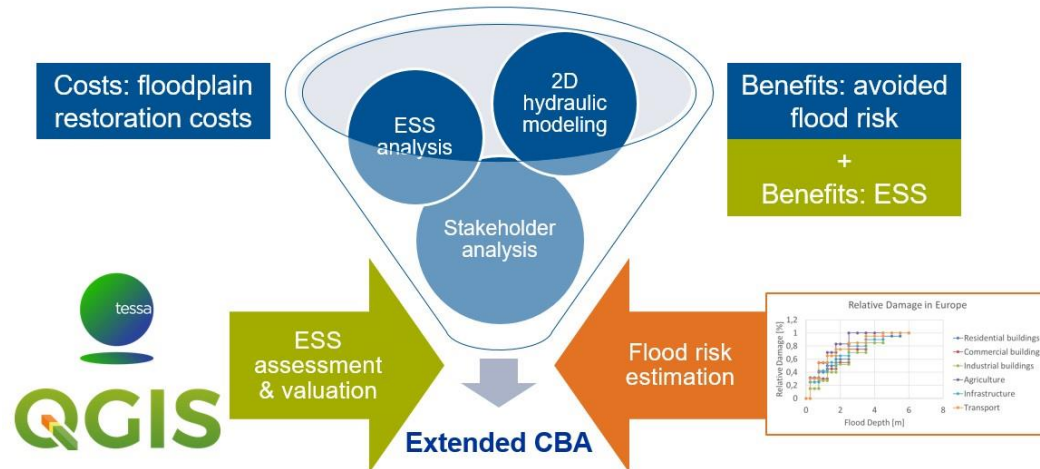 Costs: floodplain
restoration costs
ESS
analysis
2D
hydraulic
modeling
Stakeholder
analysis
Benefits: avoided
flood risk
+
Benefits: ESS
tessa
QGIS
ESS
assessment
& valuation
Flood risk
estimation
Extended CBA
Relative Damage in Europe
Relative Damage [%]
1,2
1
0,8
0,6
0,4
0,2
0
0 2 4 6 8
Flood Depth [m]
Residential buildings
Commercial buildings
Industrial buildings
Agriculture
Infrastructure
Transport